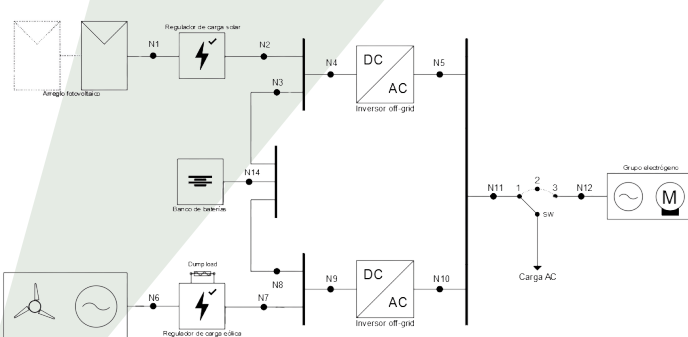 Regulador de carga solar
N1
N2
Arreglo fotovoltaico
N3
N4
DC
AC
Inversor off-grid
N5
Banco de baterías
N14
N11
1
2
3
SW
N12
Grupo electrógeno
M
Carga AC
Dump load
N6
N7
Regulador de carga eólica
N8
N9
DC
AC
Inversor off-grid
N10